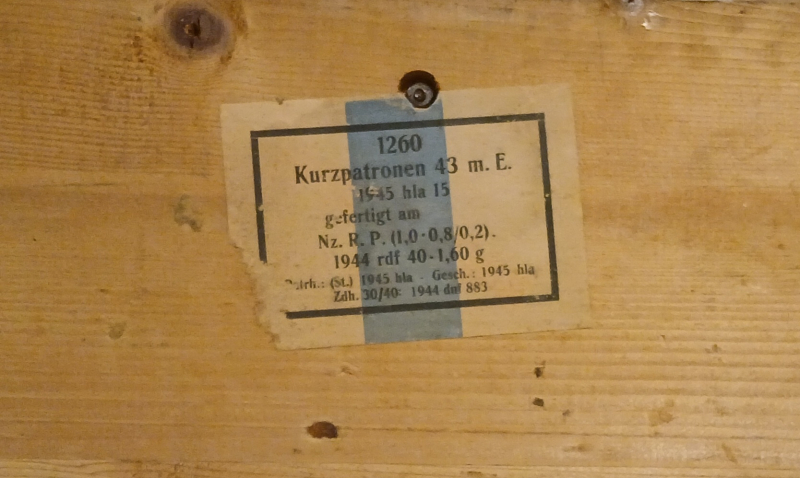 1260
Kurzpatronen 43 m. E.
1945 hla 15
gefertigt am
Nz. R. P. (1,0·0,8/0,2).
1944 rdf 40-1,60 g
(St.) 1945 hla - Gesch.: 1945 hla
Zdh. 30/40: 1944 dnf 883